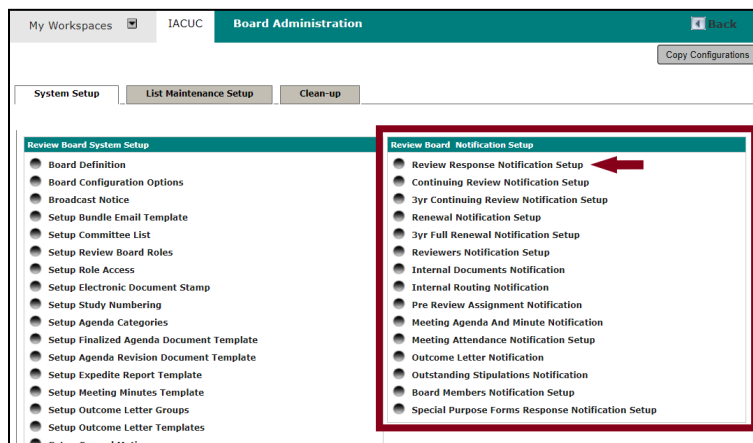 My Workspaces IACUC Board Administration Back
Copy Configurations
System Setup List Maintenance Setup Clean-up
Review Board System Setup
Board Definition
Board Configuration Options
Broadcast Notice
Setup Bundle Email Template
Setup Committee List
Setup Review Board Roles
Setup Role Access
Setup Electronic Document Stamp
Setup Study Numbering
Setup Agenda Categories
Setup Finalized Agenda Document Template
Setup Agenda Revision Document Template
Setup Expedite Report Template
Setup Meeting Minutes Template
Setup Outcome Letter Groups
Setup Outcome Letter Templates
Review Board Notification Setup
Review Response Notification Setup
Continuing Review Notification Setup
3yr Continuing Review Notification Setup
Renewal Notification Setup
3yr Full Renewal Notification Setup
Reviewers Notification Setup
Internal Documents Notification
Internal Routing Notification
Pre Review Assignment Notification
Meeting Agenda And Minute Notification
Meeting Attendance Notification Setup
Outcome Letter Notification
Outstanding Stipulations Notification
Board Members Notification Setup
Special Purpose Forms Response Notification Setup